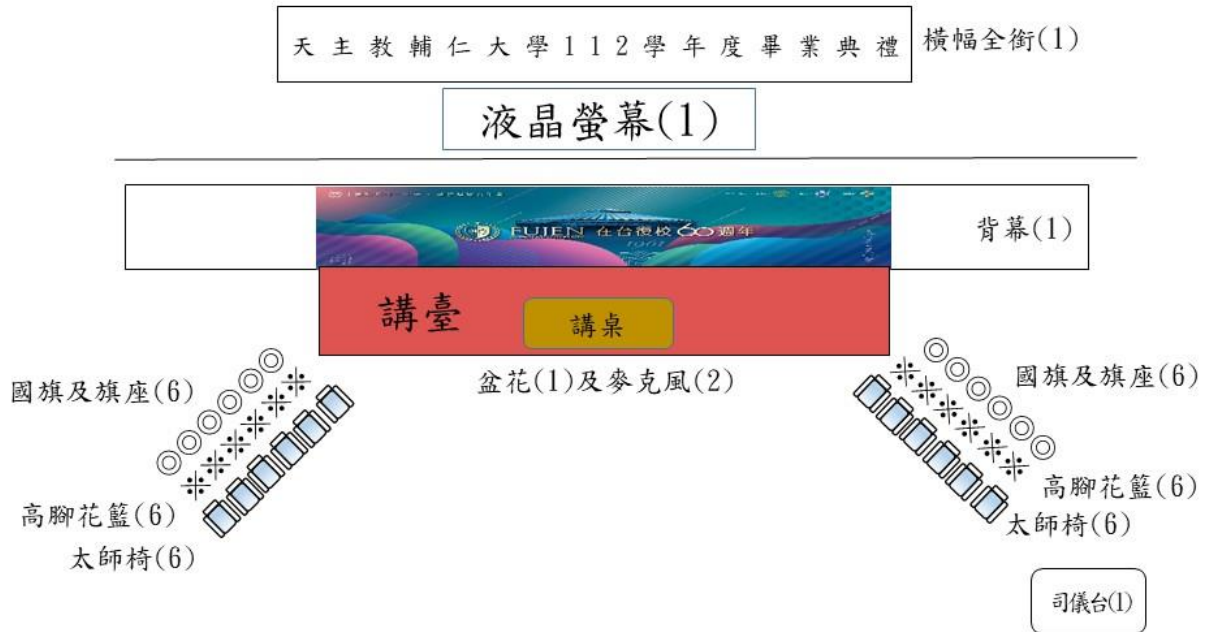 天主教輔仁大學112學年度畢業典禮
橫幅全銜(1)
液晶螢幕(1)
FUJEN 在台復校60週年
1961
背幕(1)
講臺
講桌
盆花(1)及麥克風(2)
國旗及旗座(6)
國旗及旗座(6)
高腳花籃(6)
高腳花籃(6)
太師椅(6)
太師椅(6)
司儀台(1)